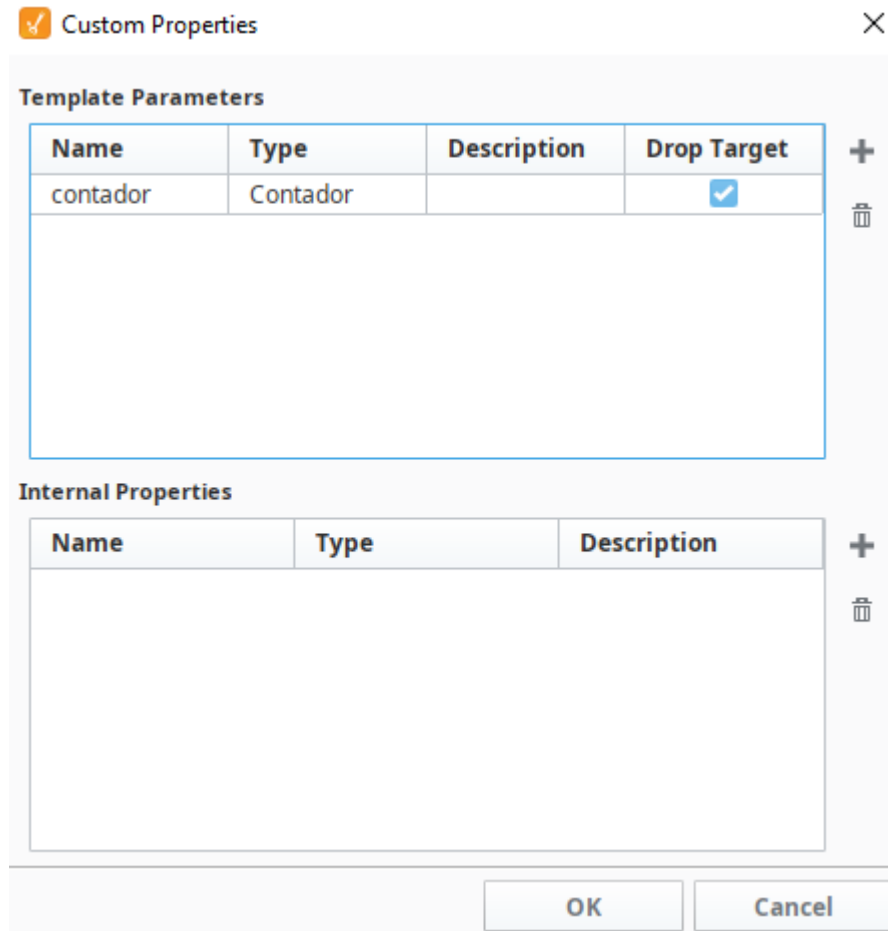 Custom Properties
Template Parameters
Name Type Description Drop Target
contador Contador
Internal Properties
Name Type Description
OK Cancel